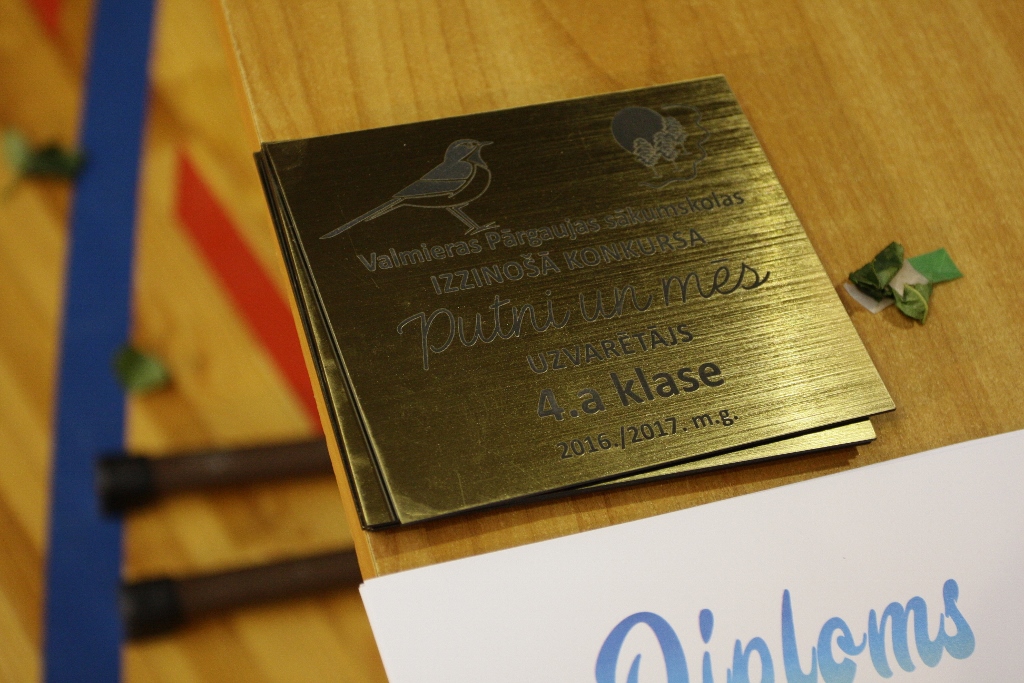 Valmieras Pārgaujas sākumskolas
IZZINOŠĀ KONKURSA
Putni un mēs
UZVARĒTĀJS
4.a klase
2016./2017. m.g.
Diploms